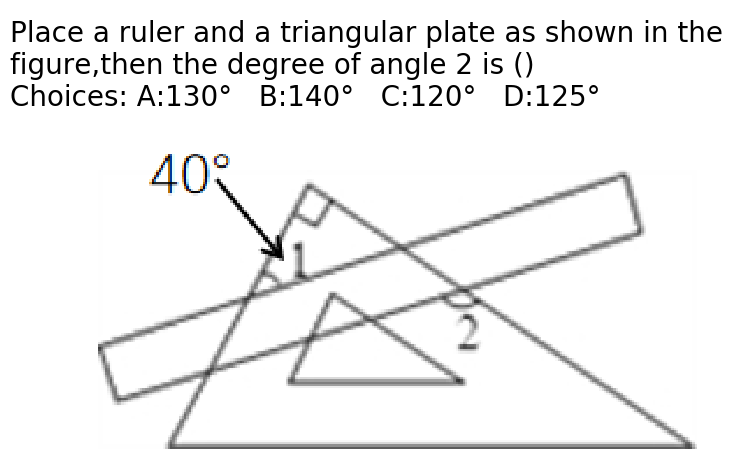 Place a ruler and a triangular plate as shown in the
figure,then the degree of angle 2 is ()
Choices: A:130° B:140° C:120° D:125°
40°
1
2